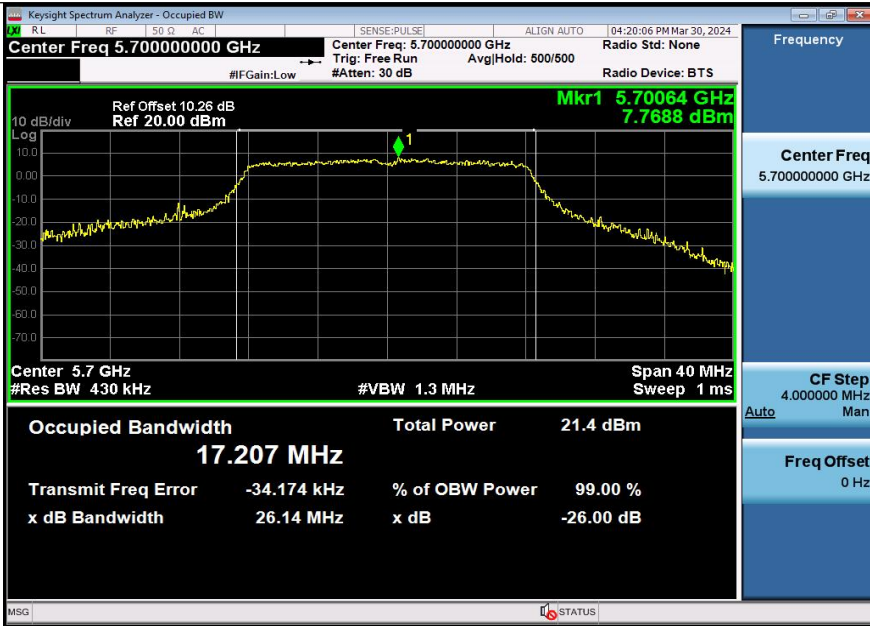 Keysight Spectrum Analyzer - Occupied BW
LXI RL RF 50 Ω AC SENSE:PULSE ALIGN AUTO 04:20:06 PM Mar 30, 2024
Center Freq 5.700000000 GHz Center Freq: 5.700000000 GHz Radio Std: None
Trig: Free Run Avg|Hold: 500/500
#IFGain:Low #Atten: 30 dB Radio Device: BTS
Frequency
Ref Offset 10.26 dB Mkr1 5.70064 GHz
10 dB/div Ref 20.00 dBm 7.7688 dBm
Log
1
10.0
0.00
-10.0
-20.0
-30.0
-40.0
-50.0
-60.0
-70.0
Center 5.7 GHz Span 40 MHz
#Res BW 430 kHz #VBW 1.3 MHz Sweep 1 ms
Occupied Bandwidth Total Power 21.4 dBm
17.207 MHz
Transmit Freq Error -34.174 kHz % of OBW Power 99.00 %
x dB Bandwidth 26.14 MHz x dB -26.00 dB
Center Freq
5.700000000 GHz
CF Step
4.000000 MHz
Auto Man
Freq Offset
0 Hz
MSG STATUS